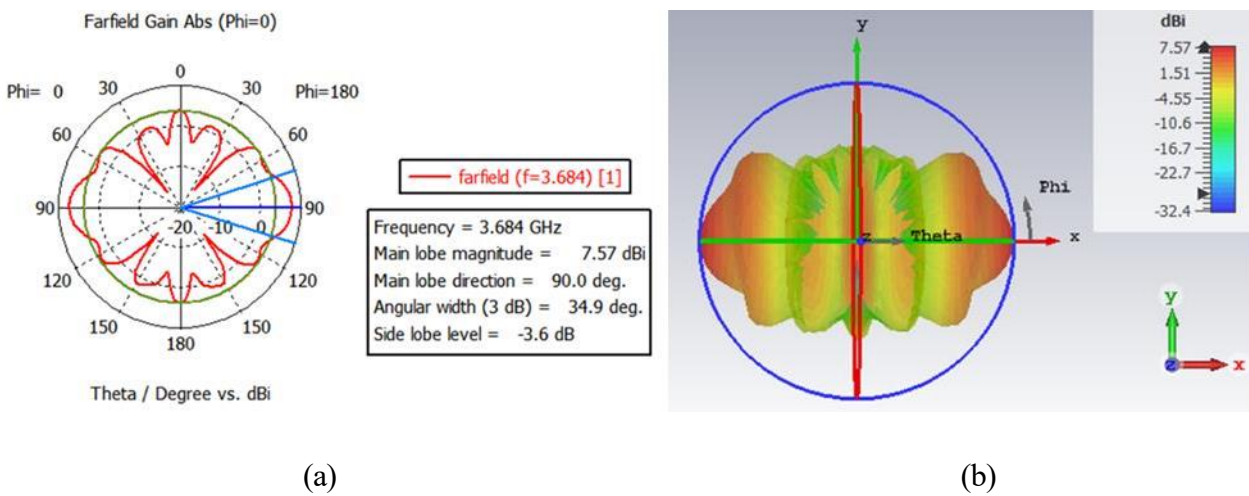 Farfield Gain Abs (Phi=0)
Phi= 0
30
0
30
Phi=180
60
60
90
-20
-10
0
90
120
120
150
150
180
Theta / Degree vs. dBi
farfield (f=3.684) [1]
Frequency = 3.684 GHz
Main lobe magnitude = 7.57 dBi
Main lobe direction = 90.0 deg.
Angular width (3 dB) = 34.9 deg.
Side lobe level = -3.6 dB
y
Phi
z
Theta
x
dBi
7.57
1.51
-4.55
-10.6
-16.7
-22.7
-32.4
y
z
x
(a)
(b)